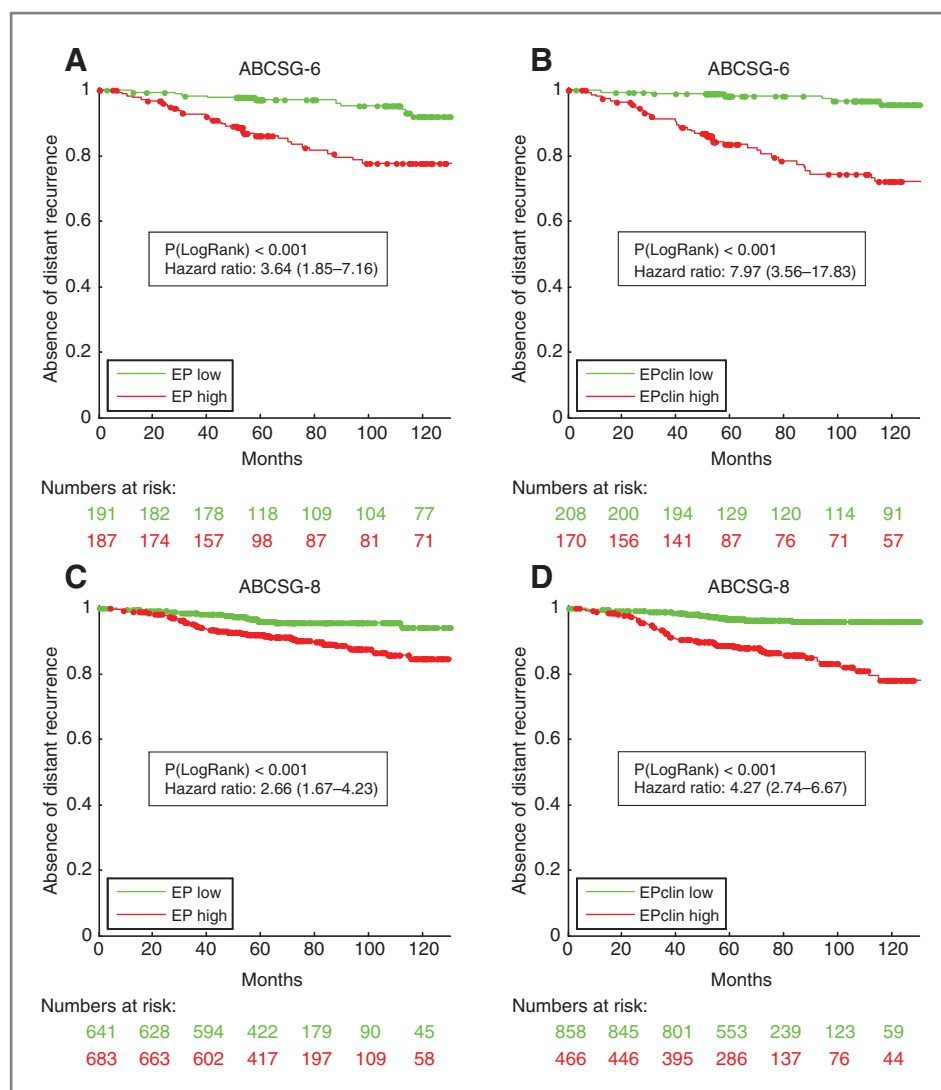 A
ABCSG-6
Absence of distant recurrence
1
0.8
0.6
0.4
0.2
0
P(LogRank) < 0.001
Hazard ratio: 3.64 (1.85–7.16)
EP low
EP high
0 20 40 60 80 100 120
Months
Numbers at risk:
191 182 178 118 109 104 77
187 174 157 98 87 81 71
B
ABCSG-6
Absence of distant recurrence
1
0.8
0.6
0.4
0.2
0
P(LogRank) < 0.001
Hazard ratio: 7.97 (3.56–17.83)
EPclin low
EPclin high
0 20 40 60 80 100 120
Months
Numbers at risk:
208 200 194 129 120 114 91
170 156 141 87 76 71 57
C
ABCSG-8
Absence of distant recurrence
1
0.8
0.6
0.4
0.2
0
P(LogRank) < 0.001
Hazard ratio: 2.66 (1.67–4.23)
EP low
EP high
0 20 40 60 80 100 120
Months
Numbers at risk:
641 628 594 422 179 90 45
683 663 602 417 197 109 58
D
ABCSG-8
Absence of distant recurrence
1
0.8
0.6
0.4
0.2
0
P(LogRank) < 0.001
Hazard ratio: 4.27 (2.74–6.67)
EPclin low
EPclin high
0 20 40 60 80 100 120
Months
Numbers at risk:
858 845 801 553 239 123 59
466 446 395 286 137 76 44